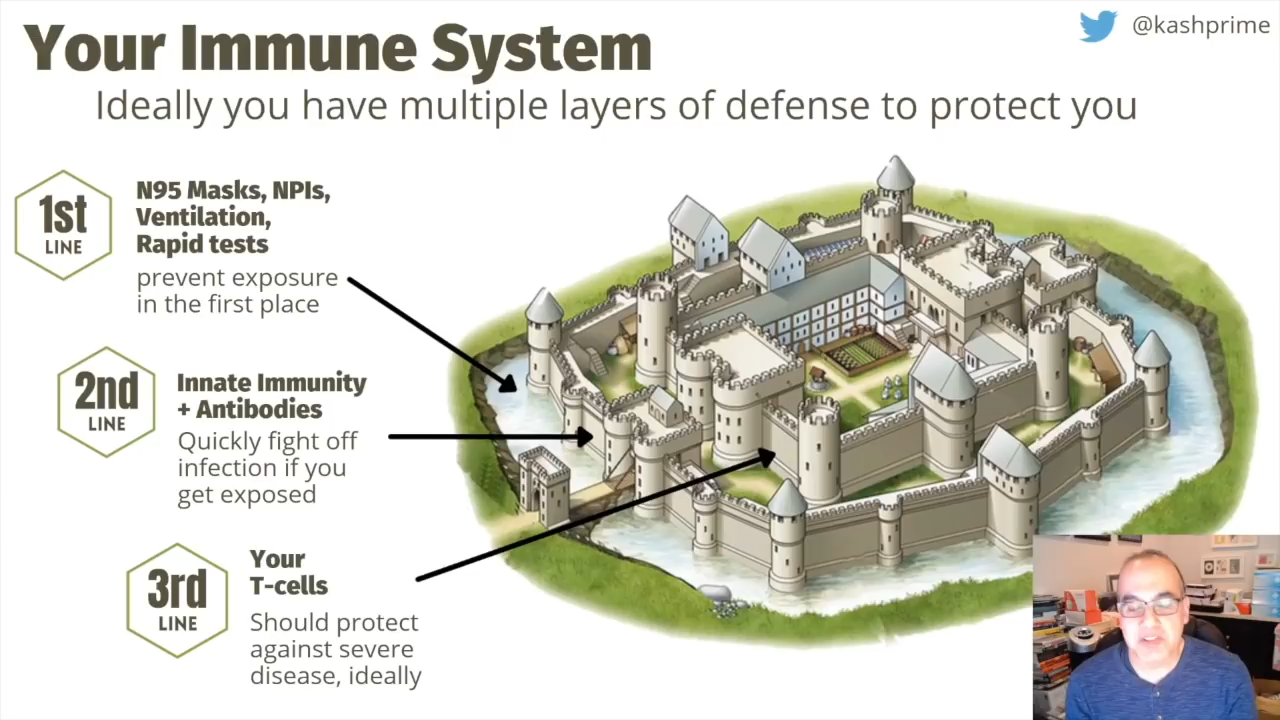 Your Immune System
@kashprime
Ideally you have multiple layers of defense to protect you
1st
LINE
N95 Masks, NPIs,
Ventilation,
Rapid tests
prevent exposure
in the first place
2nd
LINE
Innate Immunity
+ Antibodies
Quickly fight off
infection if you
get exposed
3rd
LINE
Your
T-cells
Should protect
against severe
disease, ideally